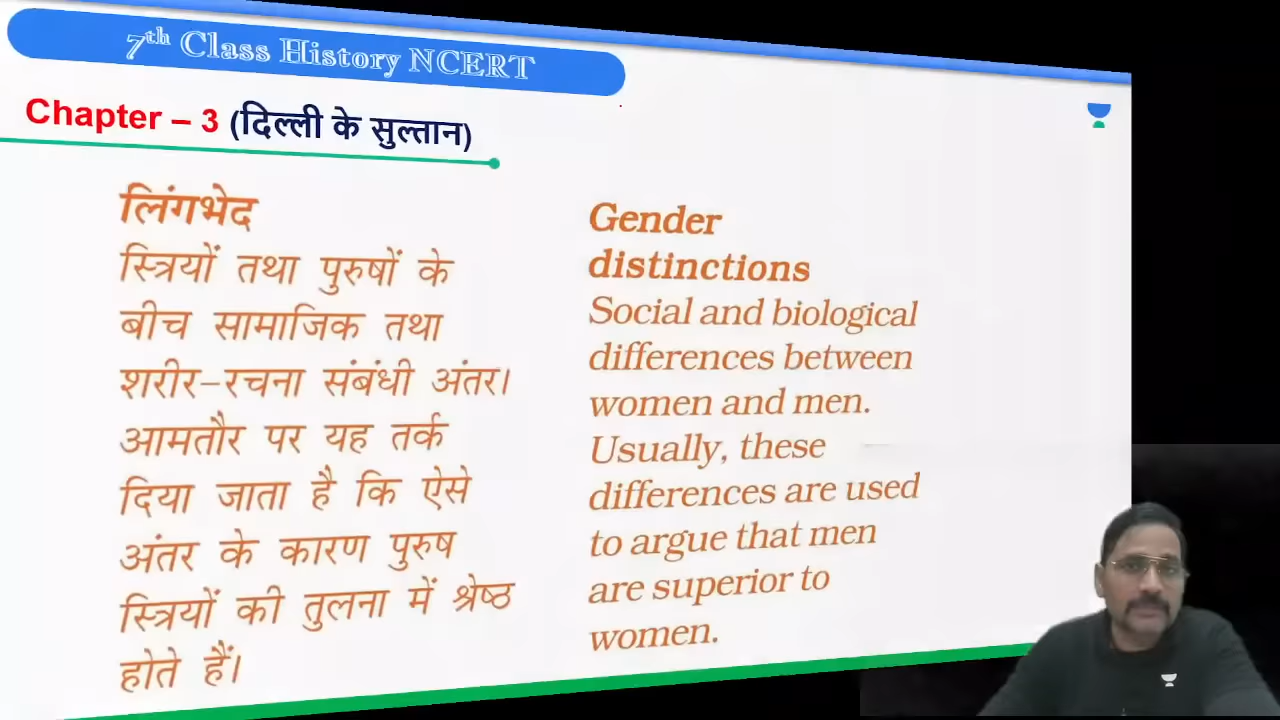 7th Class History NCERT
Chapter – 3 (दिल्ली के सुल्तान)
लिंगभेद
स्त्रियों तथा पुरुषों के
बीच सामाजिक तथा
शरीर–रचना संबंधी अंतर।
आमतौर पर यह तर्क
दिया जाता है कि ऐसे
अंतर के कारण पुरुष
स्त्रियों की तुलना में श्रेष्ठ
होते हैं।
Gender
distinctions
Social and biological
differences between
women and men.
Usually, these
differences are used
to argue that men
are superior to
women.